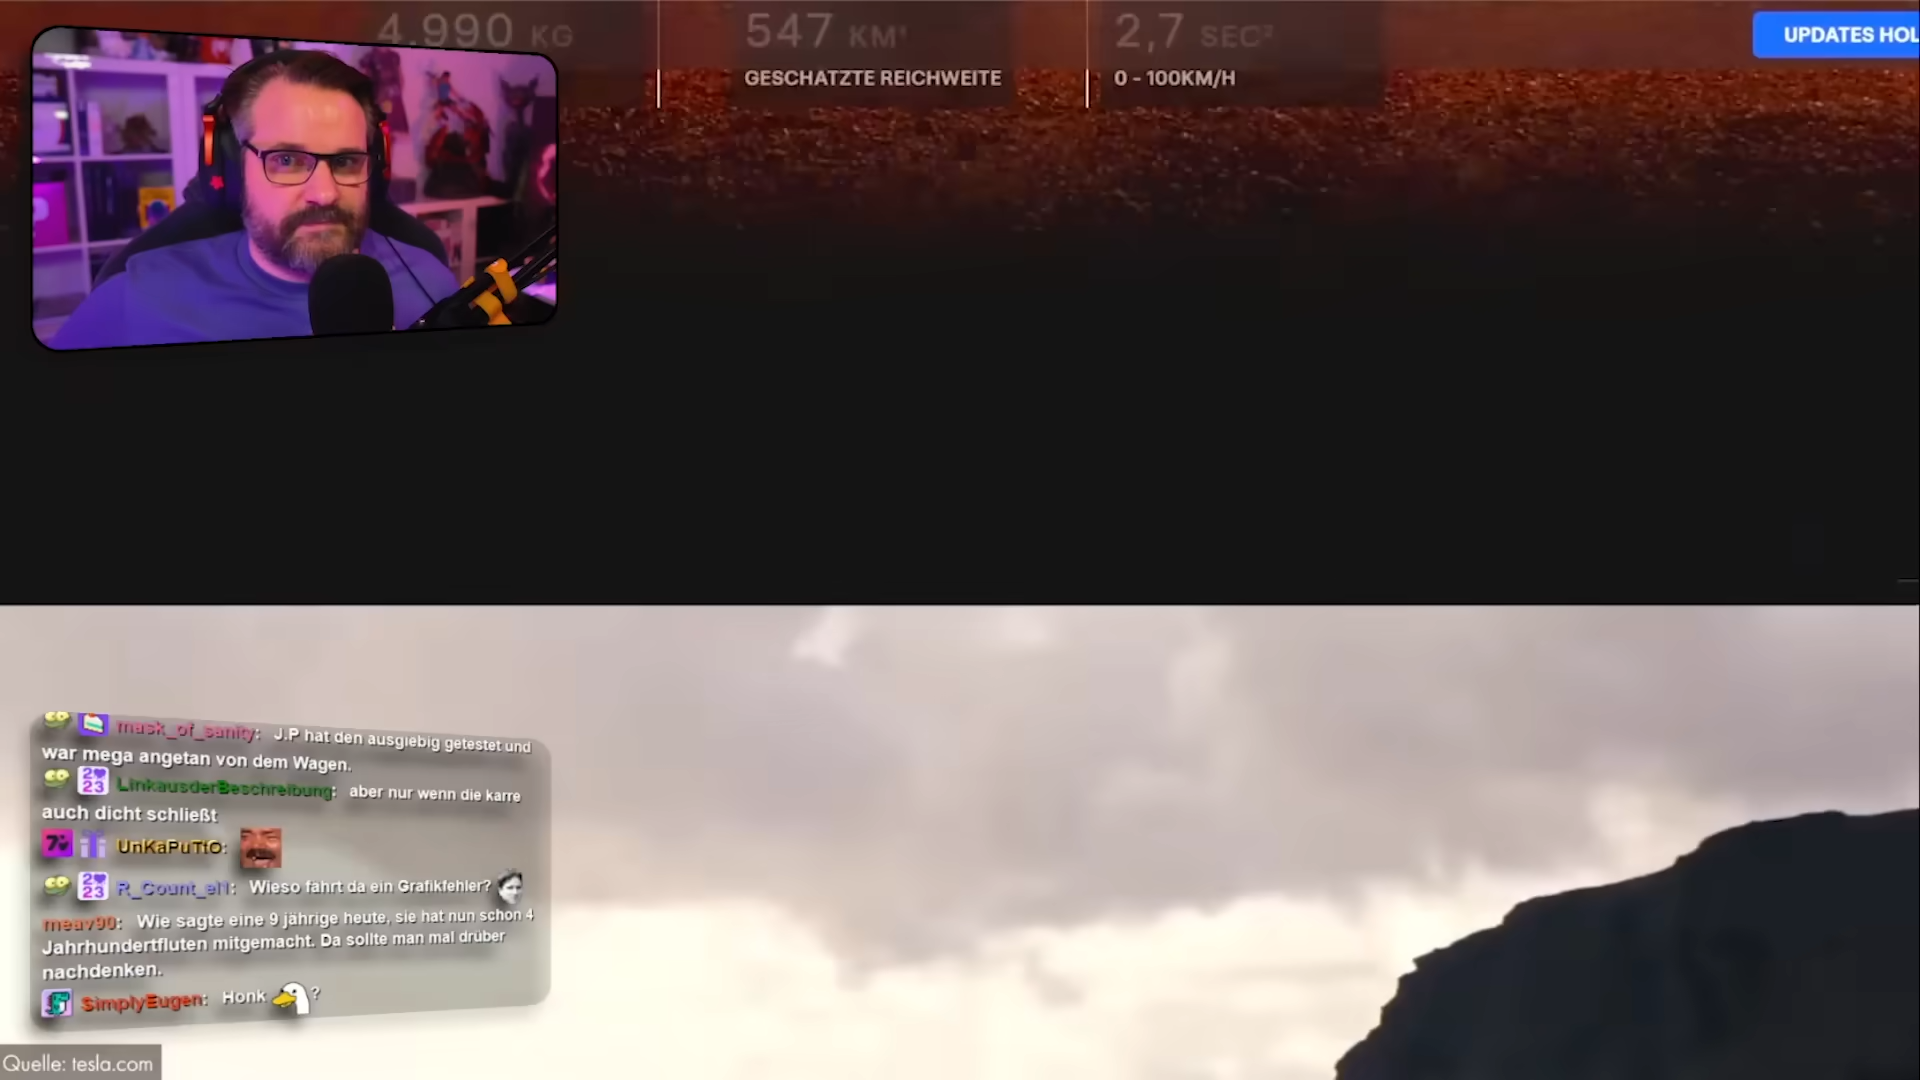 4.990 KG
547 KM¹
2,7 SEC²
UPDATES HOL
GESCHÄTZTE REICHWEITE
0 - 100KM/H
mask_of_sanity: J.P hat den ausgiebig getestet und
war mega angetan von dem Wagen.
LinkausderBeschreibung: aber nur wenn die karre
auch dicht schließt
UnKaPuTtO:
R_Count_el1: Wieso fährt da ein Grafikfehler?
meav90: Wie sagte eine 9 jährige heute, sie hat nun schon 4
Jahrhundertfluten mitgemacht. Da sollte man mal drüber
nachdenken.
SimplyEugen: Honk ?
Quelle: tesla.com